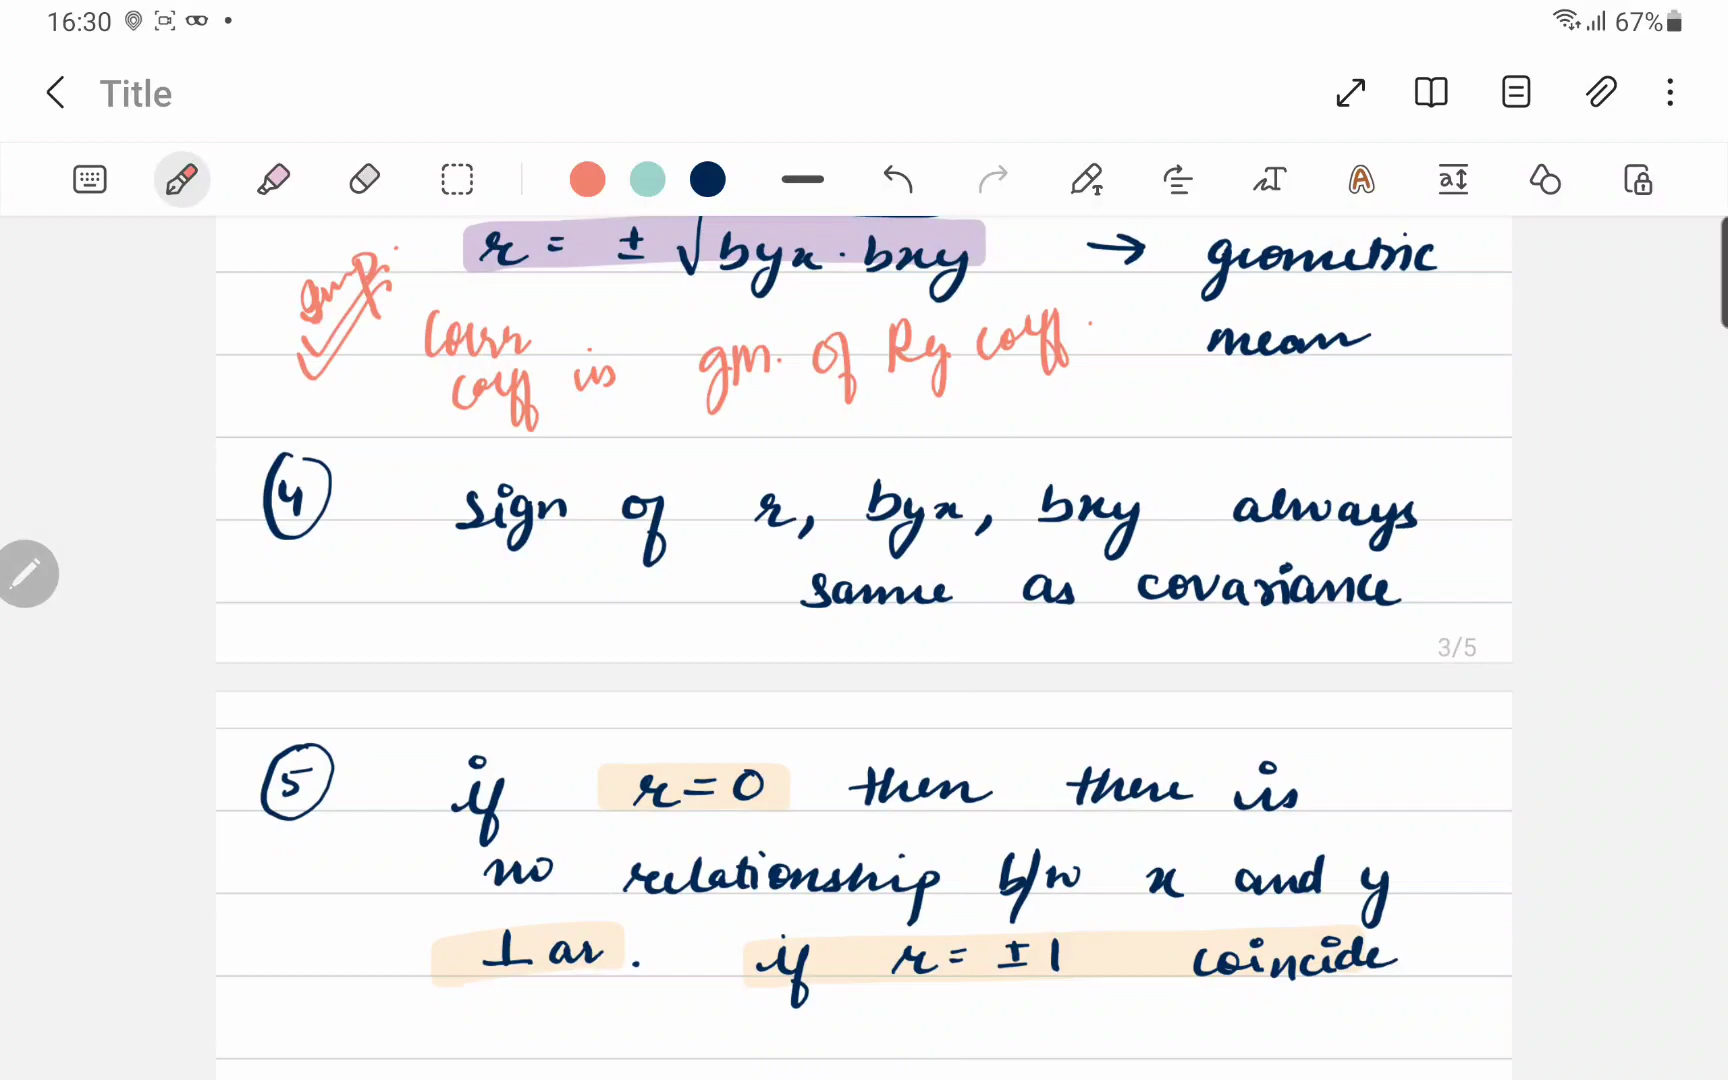 16:30 67%
Title
r = ± √byx · bxy → geometric
imp.
mean
Corr
coeff is gm. of Rg coeff.
(4) sign of r, byx, bxy always
same as covariance
3/5
(5) if r=0 then there is
no relationship b/w x and y
⊥ar. if r = ±1 coincide